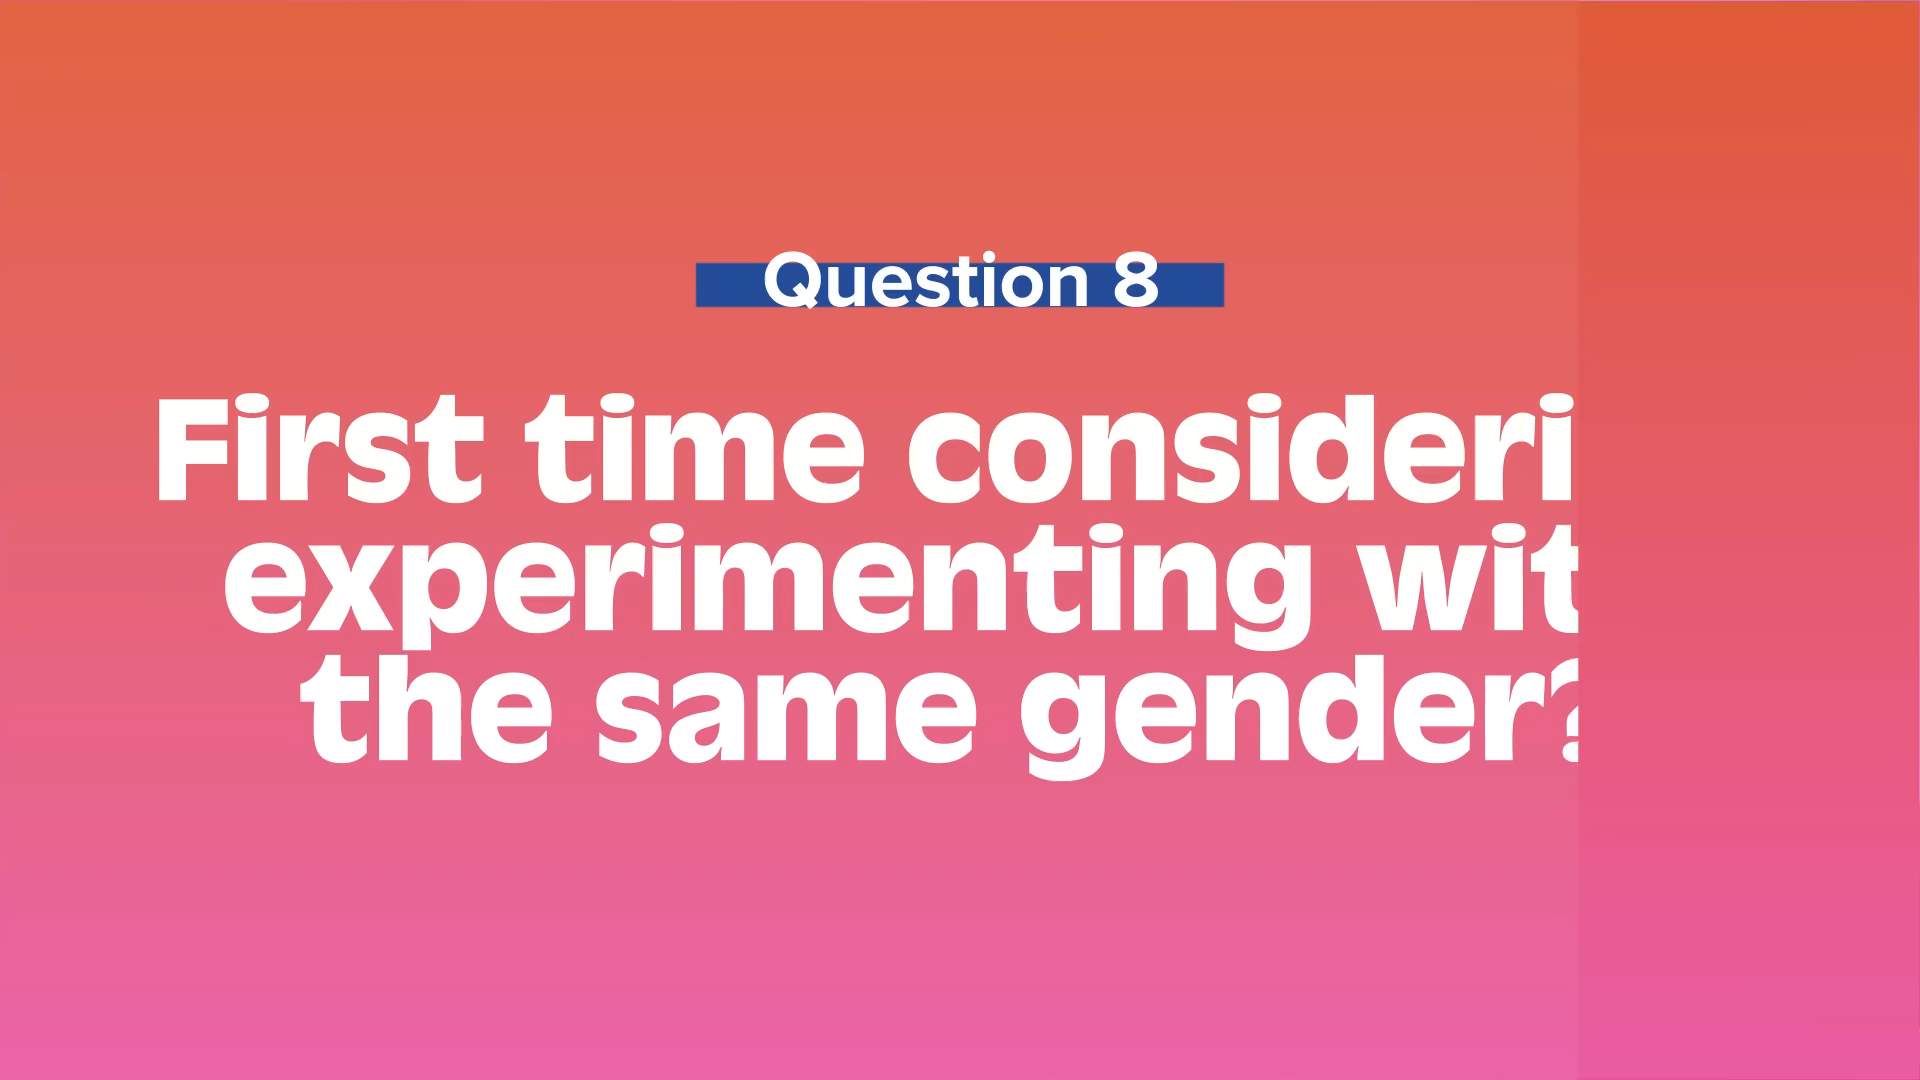 Question 8
First time consideri
experimenting wit
the same gender?